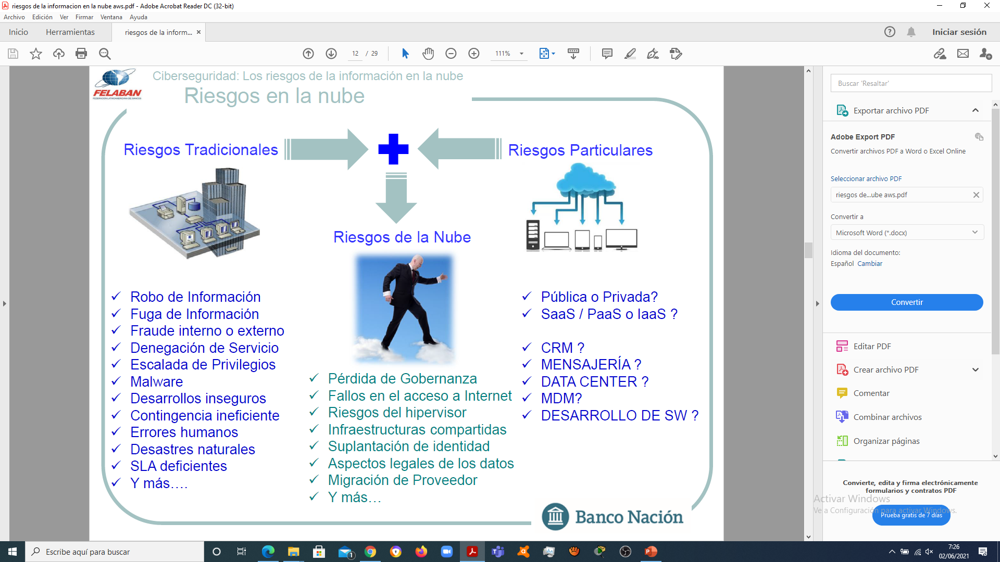 riesgos de la informacion en la nube aws.pdf - Adobe Acrobat Reader DC (32-bit)
Archivo Edición Ver Firmar Ventana Ayuda
Inicio Herramientas riesgos de la inform... Iniciar sesión
12 / 29 111%
FELABAN
FEDERACION LATINOAMERICANA DE BANCOS
Ciberseguridad: Los riesgos de la información en la nube
Riesgos en la nube
Riesgos Tradicionales
Riesgos Particulares
Riesgos de la Nube
Robo de Información
Fuga de Información
Fraude interno o externo
Denegación de Servicio
Escalada de Privilegios
Malware
Desarrollos inseguros
Contingencia ineficiente
Errores humanos
Desastres naturales
SLA deficientes
Y más....
Pérdida de Gobernanza
Fallos en el acceso a Internet
Riesgos del hipervisor
Infraestructuras compartidas
Suplantación de identidad
Aspectos legales de los datos
Migración de Proveedor
Y más...
Pública o Privada?
SaaS / PaaS o IaaS ?
CRM ?
MENSAJERÍA ?
DATA CENTER ?
MDM?
DESARROLLO DE SW ?
Banco Nación
Buscar 'Resaltar'
Exportar archivo PDF
Adobe Export PDF
Convertir archivos PDF a Word o Excel Online
Seleccionar archivo PDF
riesgos de...ube aws.pdf
Convertir a
Microsoft Word (*.docx)
Idioma del documento:
Español Cambiar
Convertir
Editar PDF
Crear archivo PDF
Comentar
Combinar archivos
Organizar páginas
Convierte, edita y firma electrónicamente
formularios y contratos PDF
Activar Windows
Ve a Configuración para activar Windows.
Prueba gratis de 7 días
Escribe aquí para buscar
1
7:26
02/06/2021